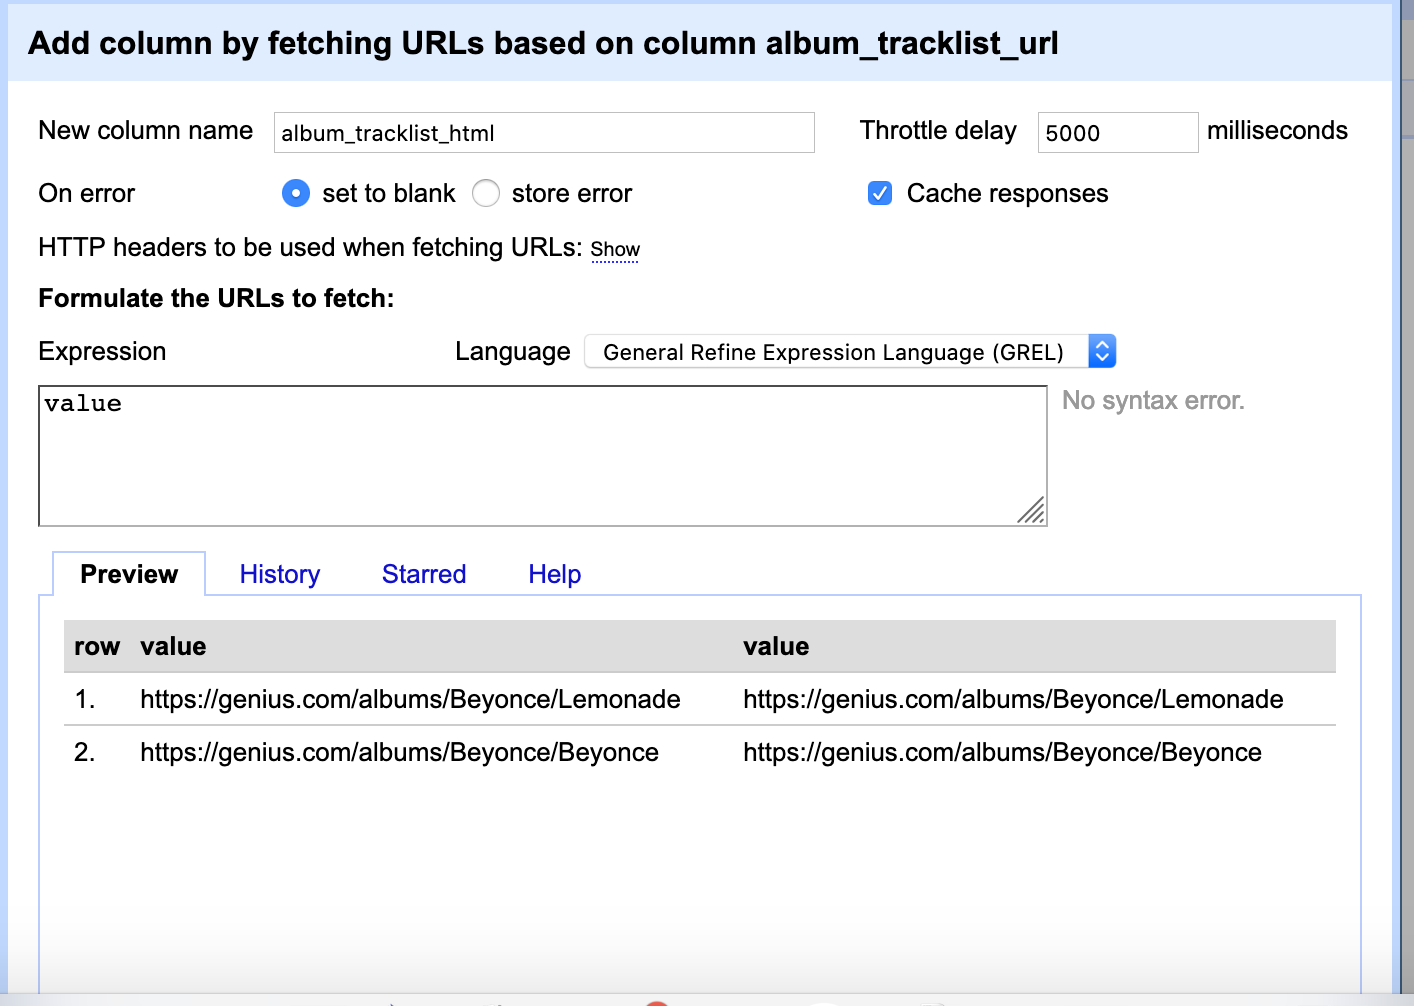 Add column by fetching URLs based on column album_tracklist_url
New column name album_tracklist_html Throttle delay 5000 milliseconds
On error set to blank store error Cache responses
HTTP headers to be used when fetching URLs: Show
Formulate the URLs to fetch:
Expression Language General Refine Expression Language (GREL)
value No syntax error.
Preview History Starred Help
row value value
1. https://genius.com/albums/Beyonce/Lemonade https://genius.com/albums/Beyonce/Lemonade
2. https://genius.com/albums/Beyonce/Beyonce https://genius.com/albums/Beyonce/Beyonce